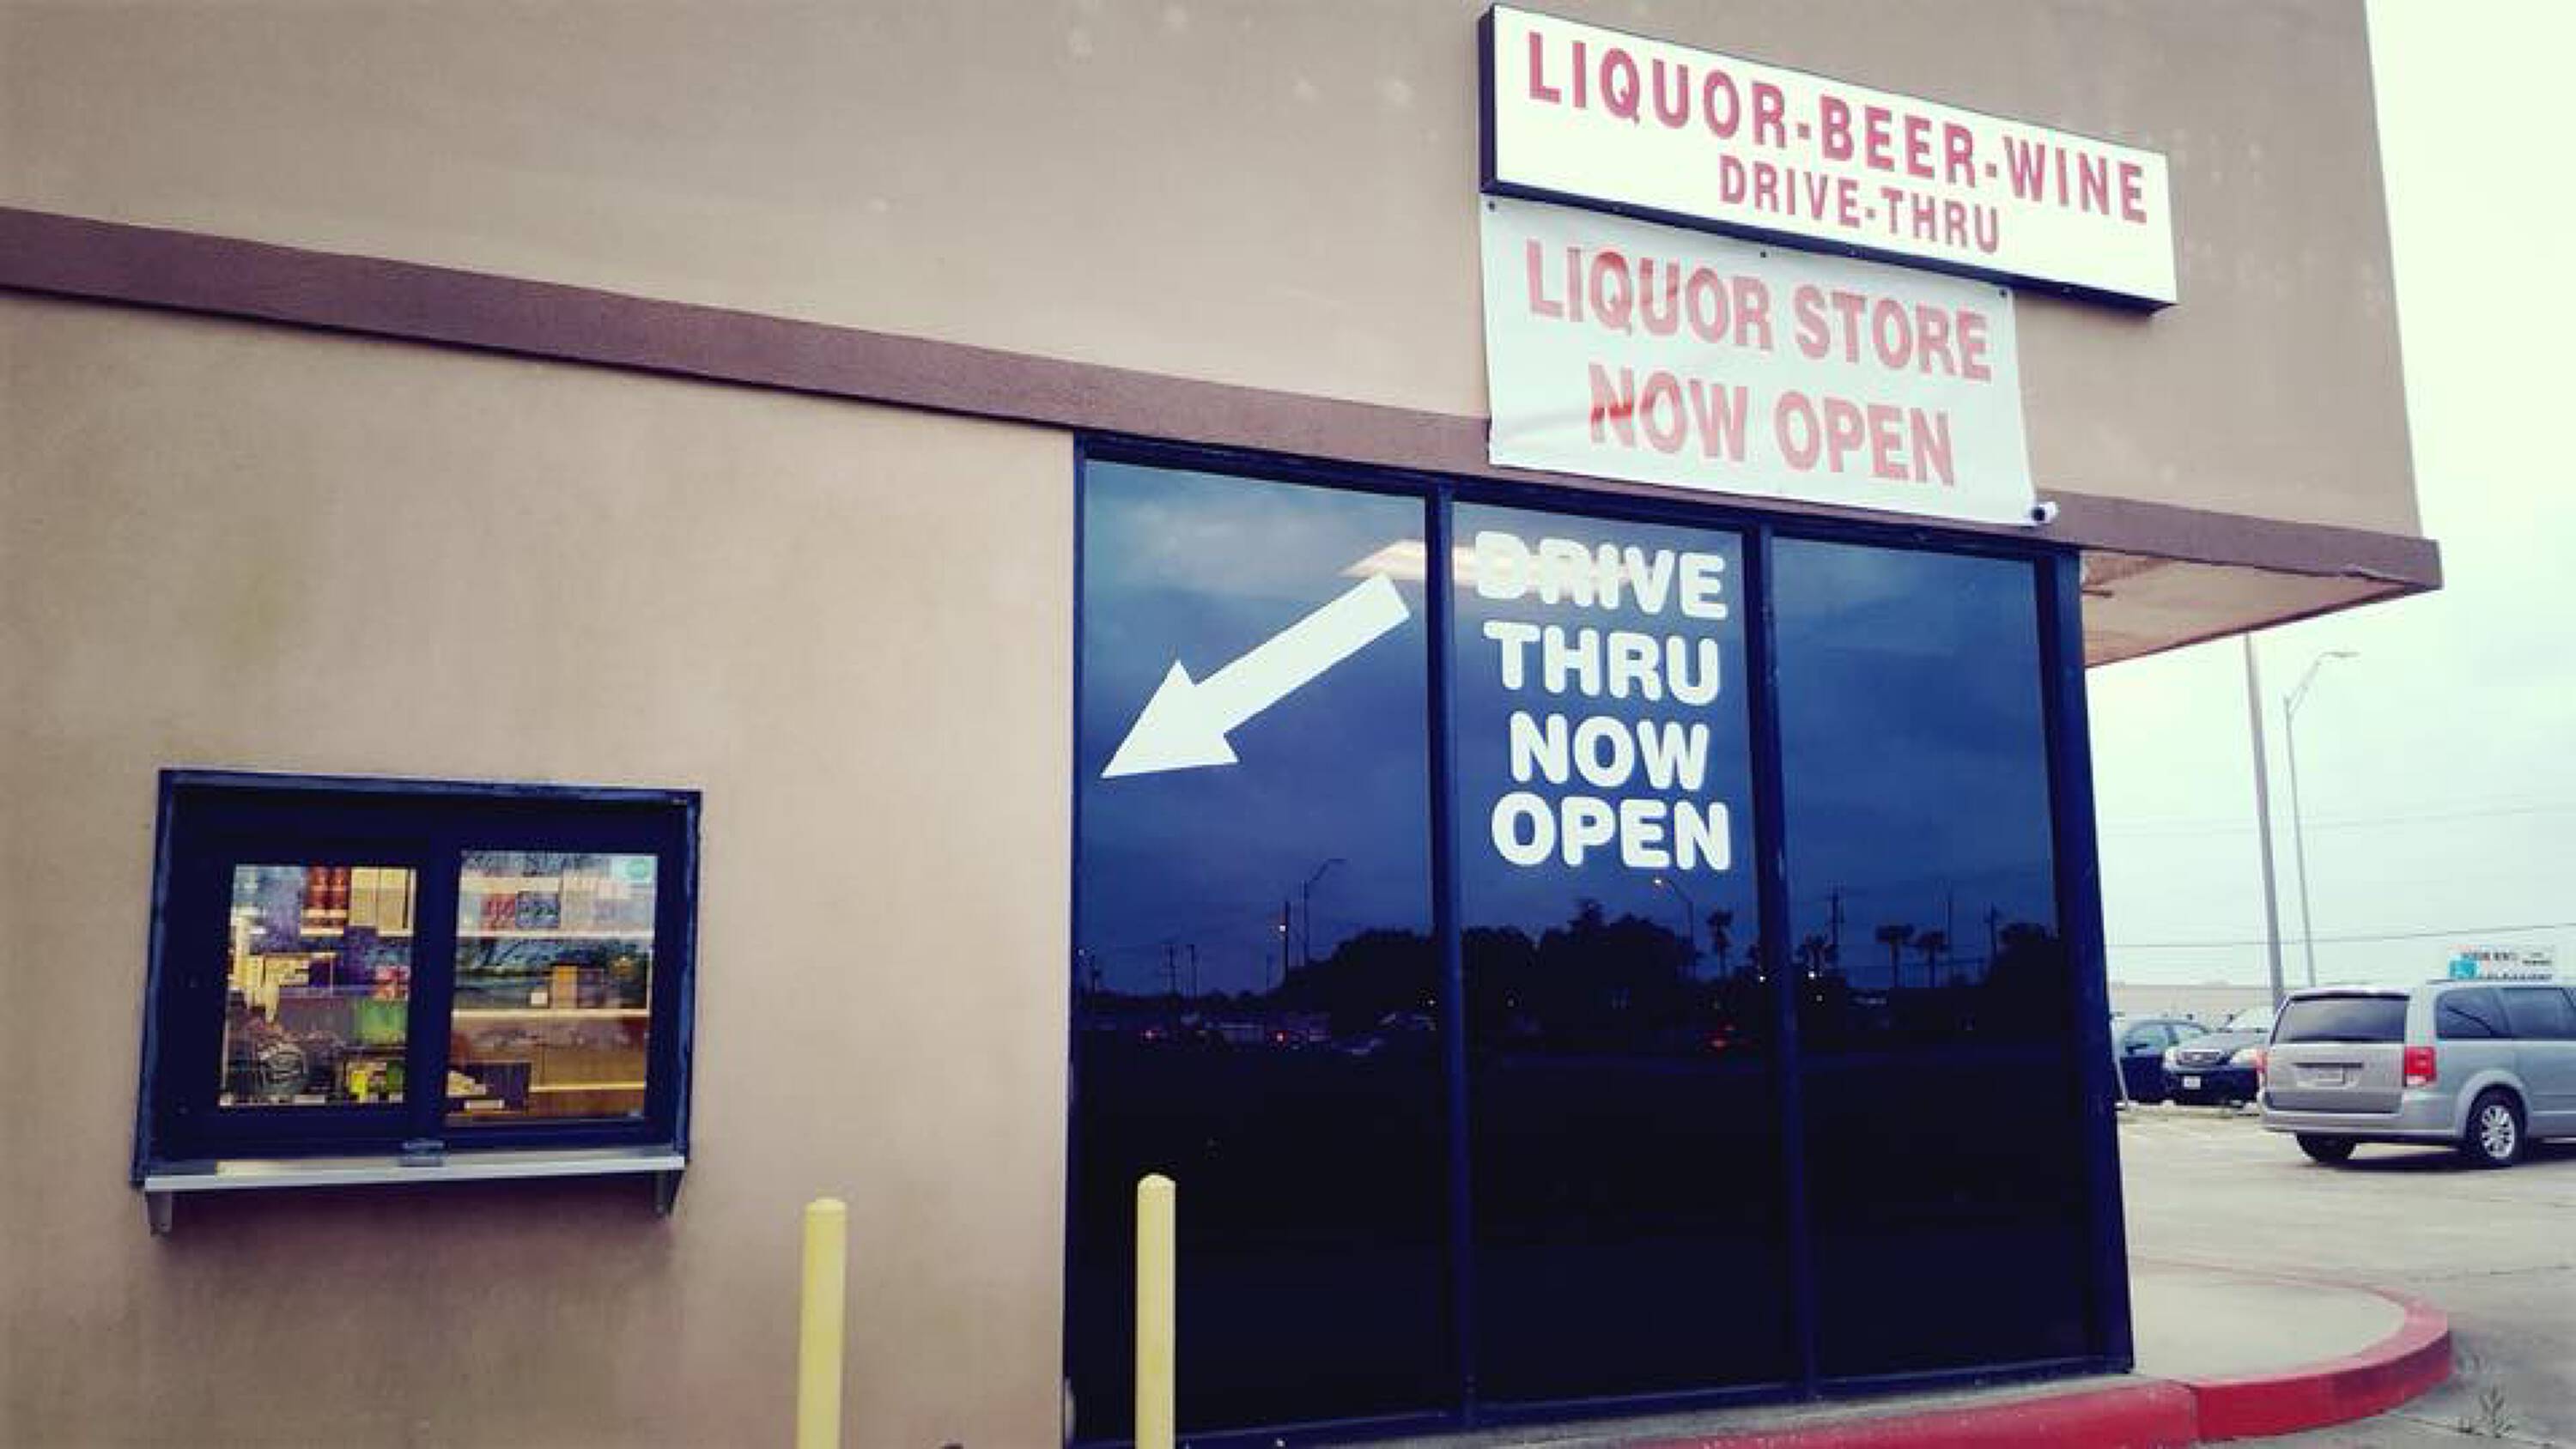 LIQUOR-BEER-WINE
DRIVE-THRU
LIQUOR STORE
NOW OPEN
DRIVE
THRU
NOW
OPEN